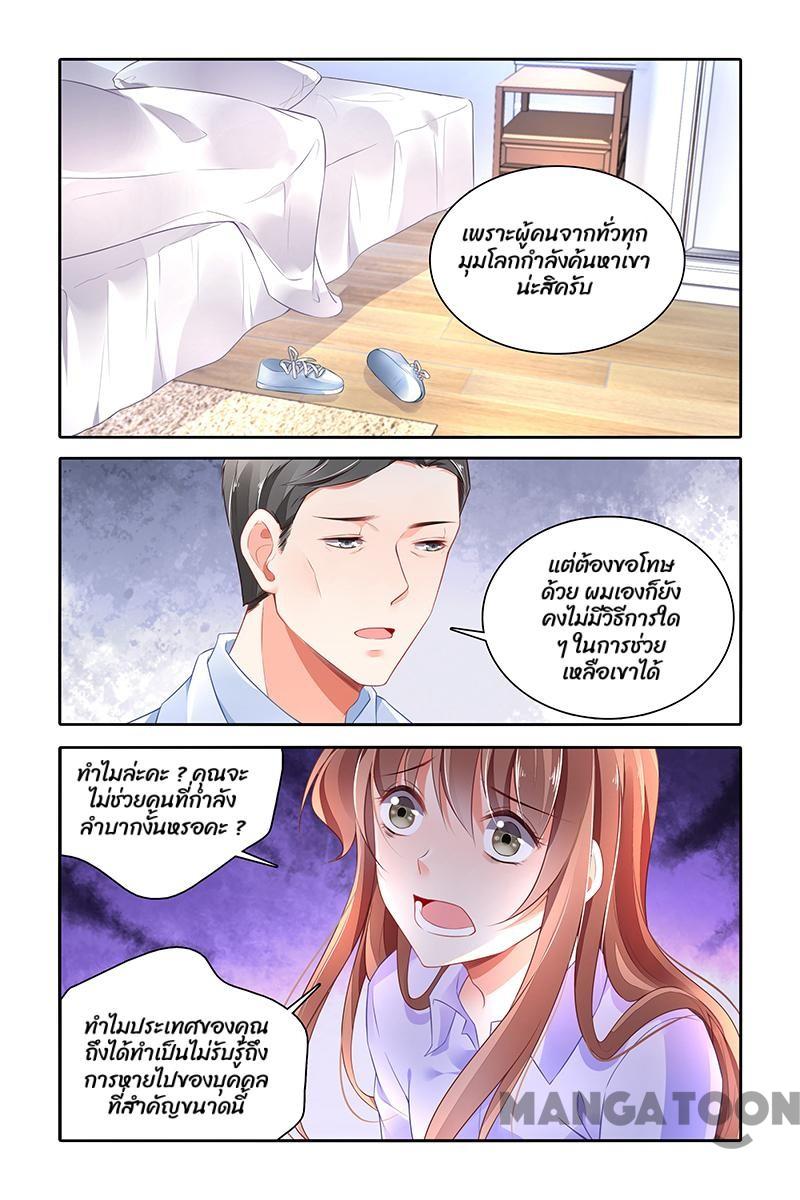 เพราะผู้คนจากทั่วทุก
มุมโลกกำลังค้นหาเขา
น่ะสิครับ
แต่ต้องขอโทษ
ด้วย ผมเองก็ยัง
คงไม่มีวิธีการใด
ๆ ในการช่วย
เหลือเขาได้
ทำไมล่ะคะ ? คุณจะ
ไม่ช่วยคนที่กำลัง
ลำบากงั้นหรอคะ ?
ทำไมประเทศของคุณ
ถึงได้ทำเป็นไม่รับรู้ถึง
การหายไปของบุคคล
ที่สำคัญขนาดนี้
MANGATOON